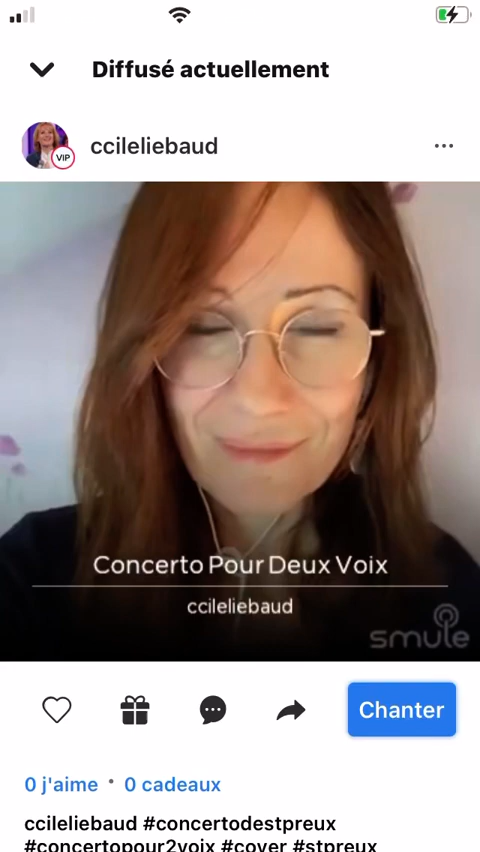 Diffusé actuellement
VIP
ccileliebaud
Concerto Pour Deux Voix
ccileliebaud
smule
Chanter
0 j'aime • 0 cadeaux
ccileliebaud #concertodestpreux
#concertopour2voix #cover #stpreux